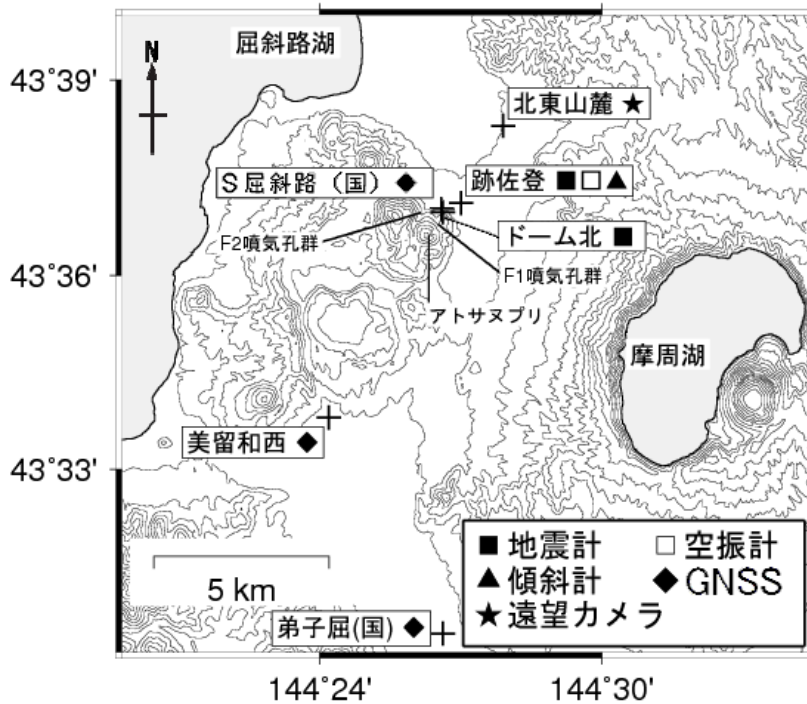 屈斜路湖
N
43°39'
北東山麓 ★
S屈斜路（国） ◆
跡佐登 ■□▲
F2噴気孔群
ドーム北 ■
43°36'
F1噴気孔群
アトサヌプリ
摩周湖
美留和西 ◆
43°33'
■ 地震計 □ 空振計
▲ 傾斜計 ◆ GNSS
★ 遠望カメラ
5 km
弟子屈(国) ◆
144°24' 144°30'